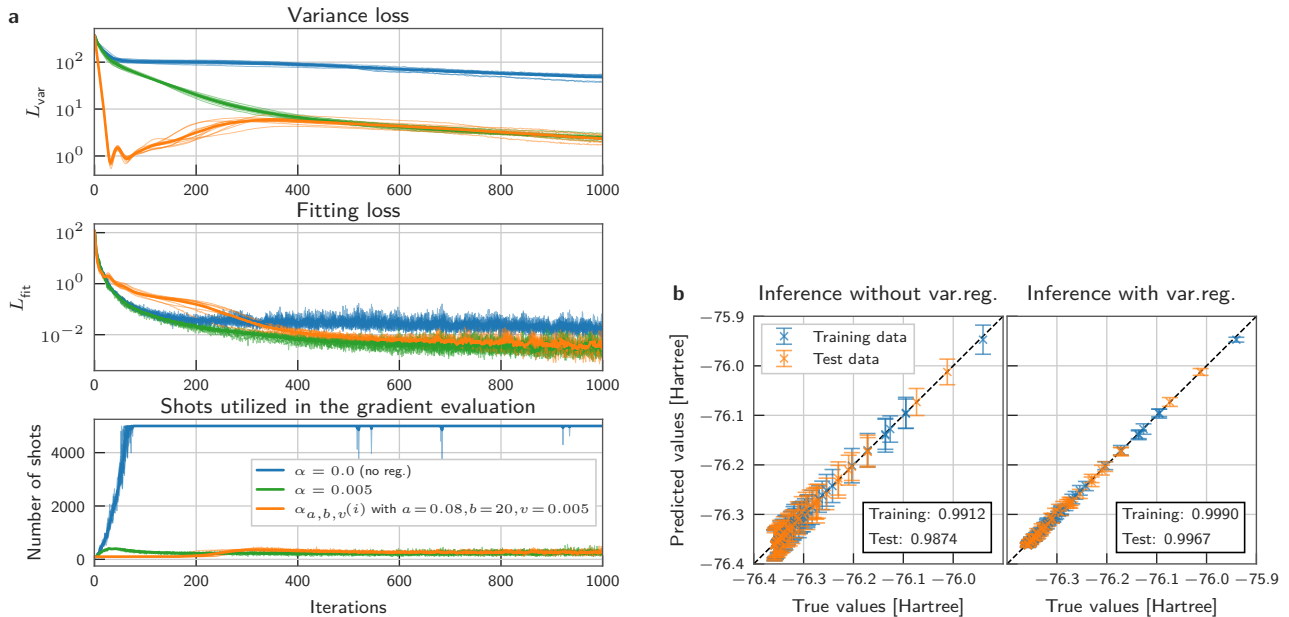 a
Variance loss
L_var
10^2
10^1
10^0
0 200 400 600 800 1000
Fitting loss
L_fit
10^2
10^0
10^−2
0 200 400 600 800 1000
Shots utilized in the gradient evaluation
Number of shots
4000
2000
0
α = 0.0 (no reg.)
α = 0.005
α_{a,b,v}(i) with a = 0.08, b = 20, v = 0.005
0 200 400 600 800 1000
Iterations
b
Inference without var.reg.
Predicted values [Hartree]
−75.9
−76.0
−76.1
−76.2
−76.3
−76.4
Training data
Test data
Training: 0.9912
Test: 0.9874
−76.4 −76.3 −76.2 −76.1 −76.0
True values [Hartree]
Inference with var.reg.
Training: 0.9990
Test: 0.9967
−76.3 −76.2 −76.1 −76.0 −75.9
True values [Hartree]